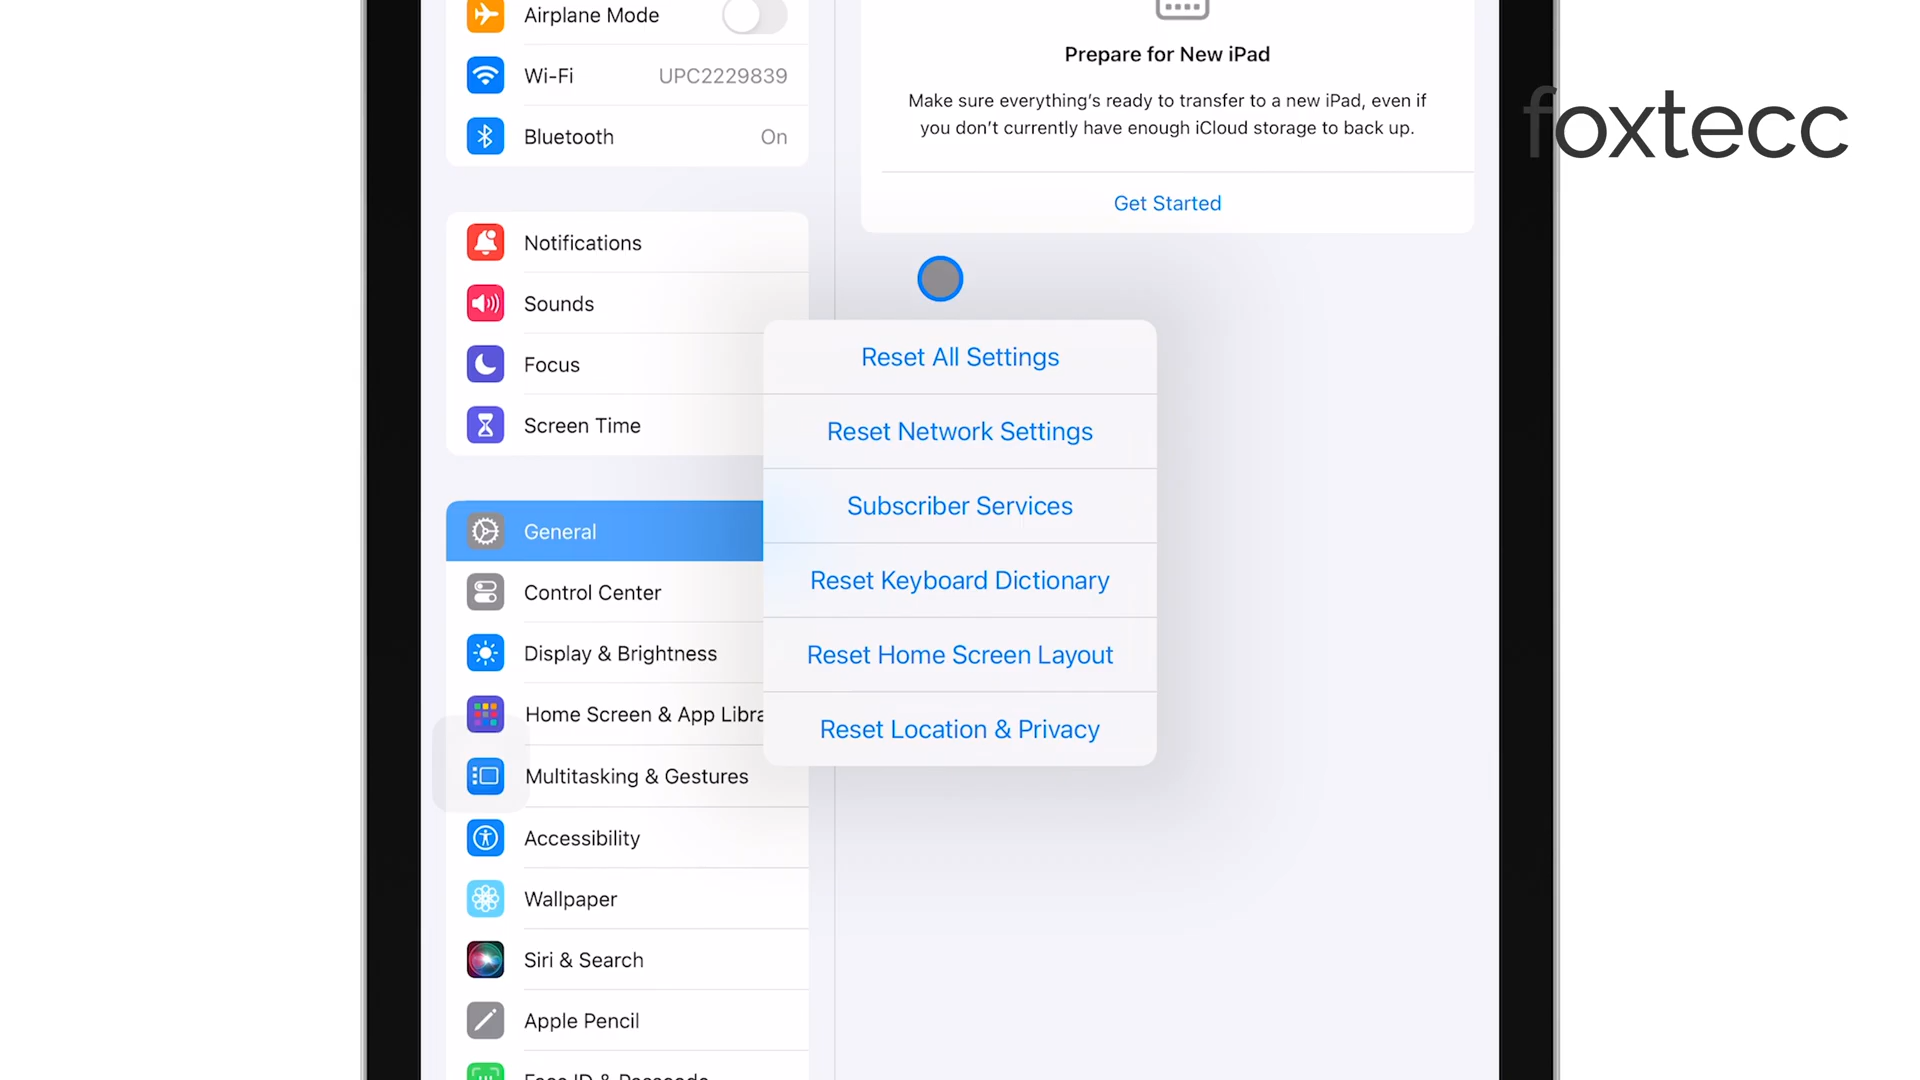 Airplane Mode
Wi-Fi UPC2229839
Bluetooth On
Notifications
Sounds
Focus
Screen Time
General
Control Center
Display & Brightness
Home Screen & App Libra
Multitasking & Gestures
Accessibility
Wallpaper
Siri & Search
Apple Pencil
Face ID & Passcode
Prepare for New iPad
Make sure everything's ready to transfer to a new iPad, even if
you don't currently have enough iCloud storage to back up.
Get Started
Reset All Settings
Reset Network Settings
Subscriber Services
Reset Keyboard Dictionary
Reset Home Screen Layout
Reset Location & Privacy
foxtecc